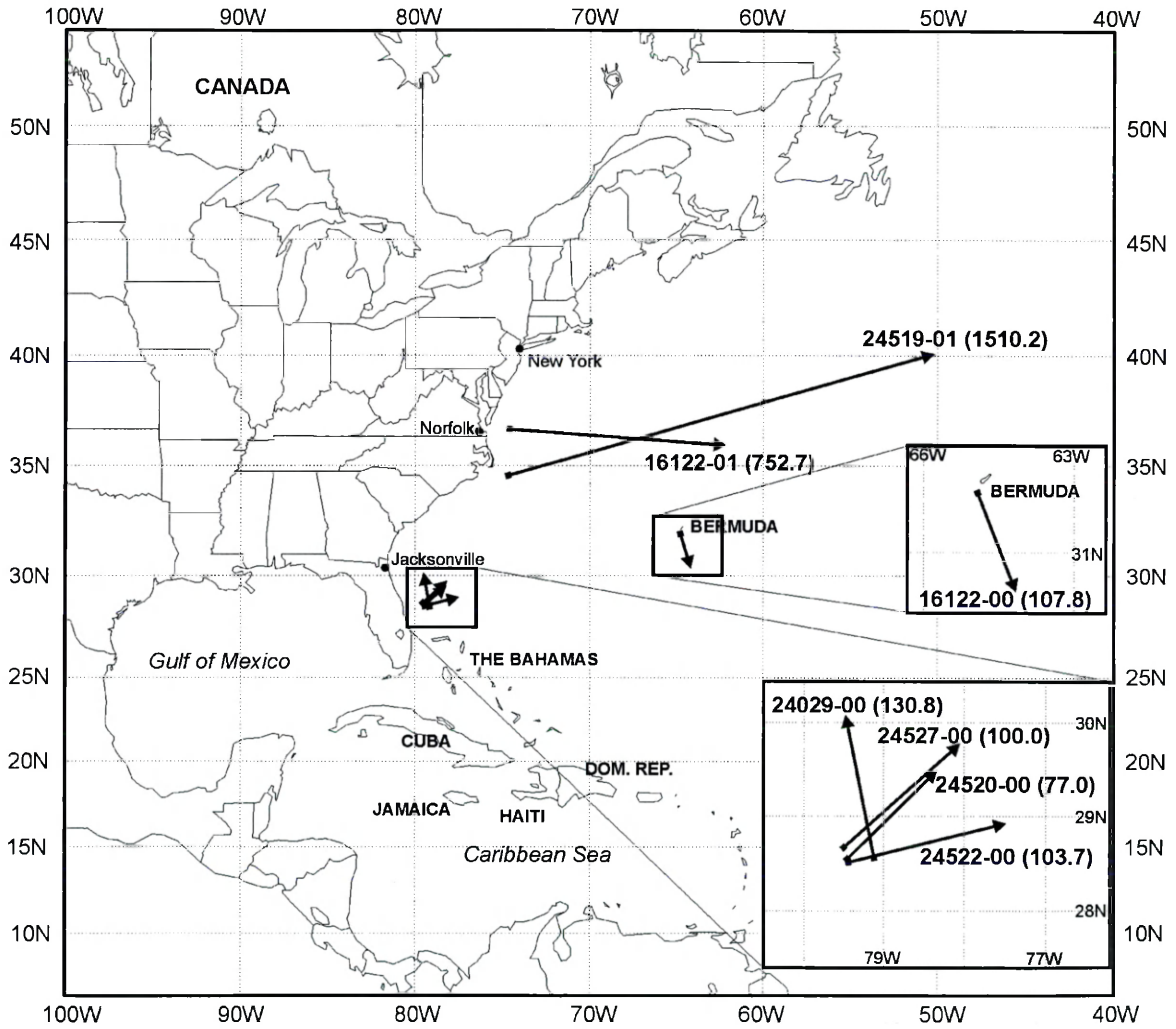 100W 90W 80W 70W 60W 50W 40W
CANADA
50N 50N
45N 45N
24519-01 (1510.2)
40N 40N
New York
Norfolk
16122-01 (752.7)
35N 35N
66W 63W
BERMUDA
31N
16122-00 (107.8)
BERMUDA
Jacksonville
30N 30N
Gulf of Mexico
THE BAHAMAS
25N 25N
24029-00 (130.8)
30N
24527-00 (100.0)
CUBA
20N 20N
DOM. REP.
24520-00 (77.0)
JAMAICA
HAITI
29N
15N 15N
Caribbean Sea
24522-00 (103.7)
28N
10N 10N
79W 77W
100W 90W 80W 70W 60W 50W 40W